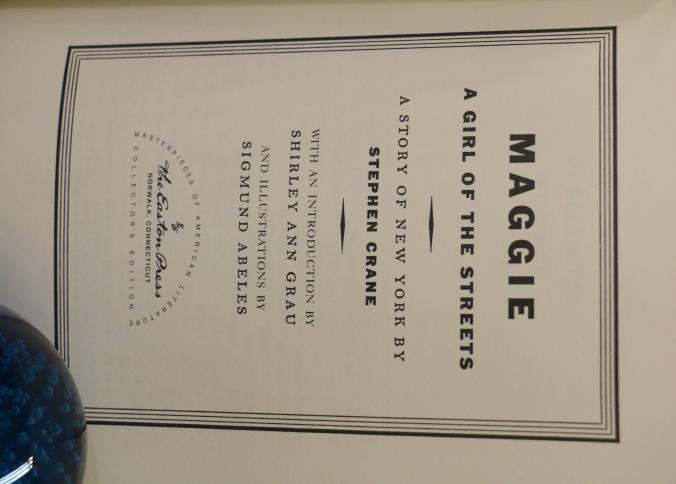 MAGGIE
A GIRL OF THE STREETS
A STORY OF NEW YORK BY
STEPHEN CRANE
WITH AN INTRODUCTION BY
SHIRLEY ANN GRAU
AND ILLUSTRATIONS BY
SIGMUND ABELES
MASTERPIECES OF AMERICAN LITERATURE
The Easton Press
NORWALK, CONNECTICUT
COLLECTOR'S EDITION